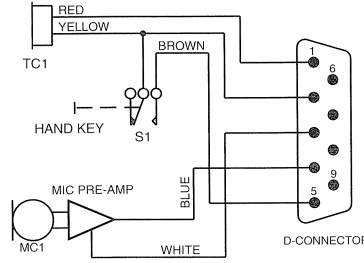 RED
YELLOW
TC1
BROWN
1
6
HAND KEY
S1
MIC PRE-AMP
BLUE
9
5
MC1
WHITE
D-CONNECTOR